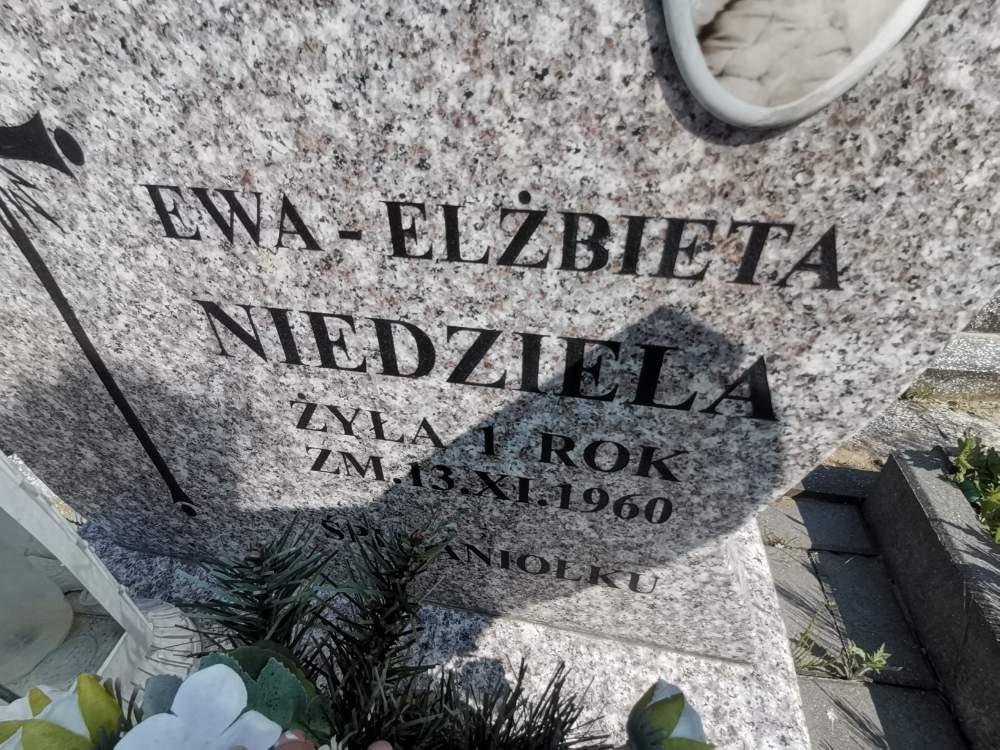 EWA - ELŻBIETA
NIEDZIELA
ŻYŁA 1 ROK
ZM.13.XI.1960
ANIOŁKU